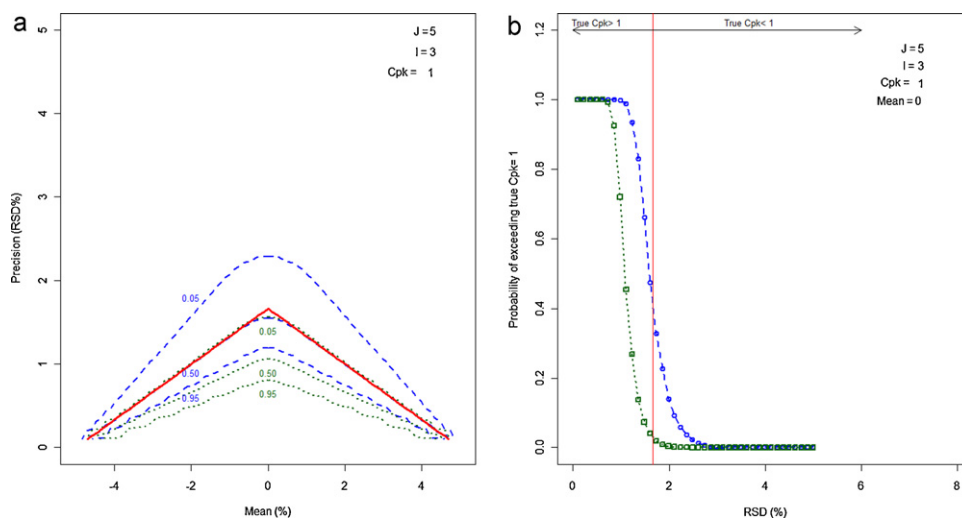 a
J = 5
I = 3
Cpk = 1
Precision (RSD%)
5
4
3
2
1
0
0.05
0.05
0.50
0.50
0.95
0.95
-4
-2
0
2
4
Mean (%)
b
True Cpk> 1
True Cpk< 1
J = 5
I = 3
Cpk = 1
Mean = 0
Probability of exceeding true Cpk= 1
1.2
1.0
0.8
0.6
0.4
0.2
0.0
0
2
4
6
8
RSD (%)